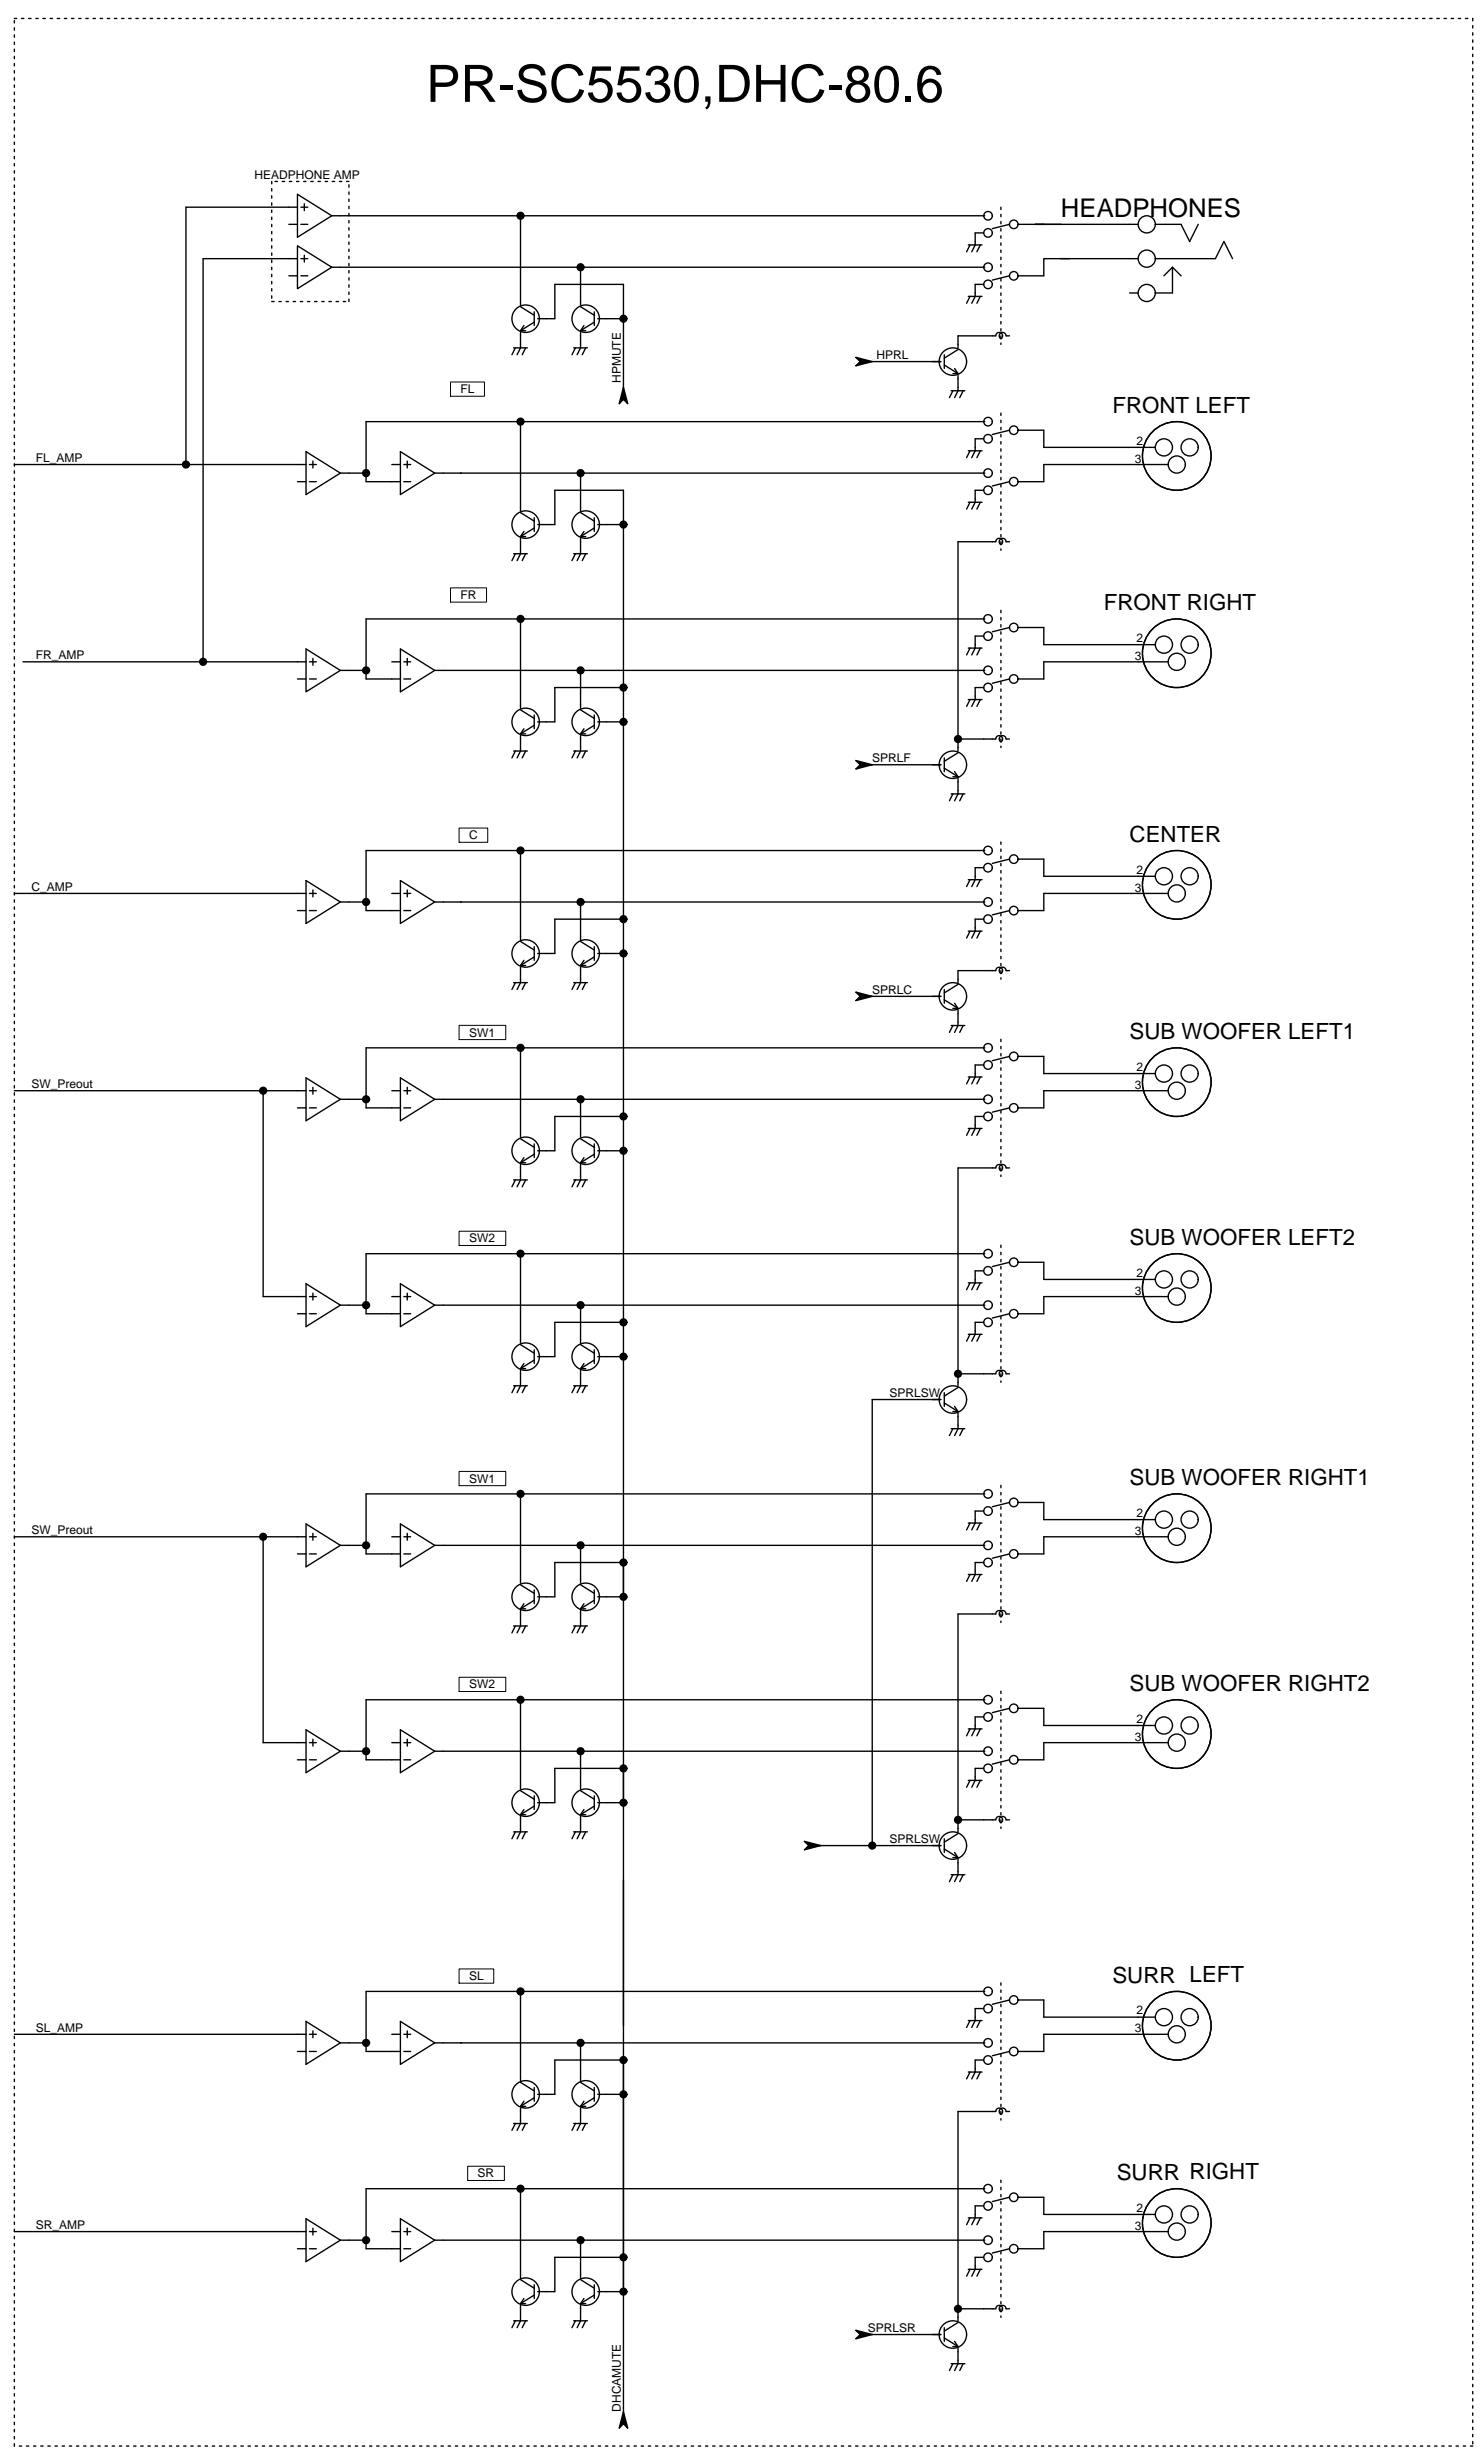 PR-SC5530,DHC-80.6
HEADPHONE AMP
HEADPHONES
HPMUTE
HPRL
FL
FRONT LEFT
FL_AMP
2
3
FR
FRONT RIGHT
FR_AMP
2
3
SPRLF
C
CENTER
C_AMP
2
3
SPRLC
SW1
SUB WOOFER LEFT1
SW_Preout
2
3
SW2
SUB WOOFER LEFT2
2
3
SPRLSW
SW1
SUB WOOFER RIGHT1
SW_Preout
2
3
SW2
SUB WOOFER RIGHT2
2
3
SPRLSW
SL
SURR LEFT
SL_AMP
2
3
SR
SURR RIGHT
SR_AMP
2
3
SPRLSR
DHCAMUTE